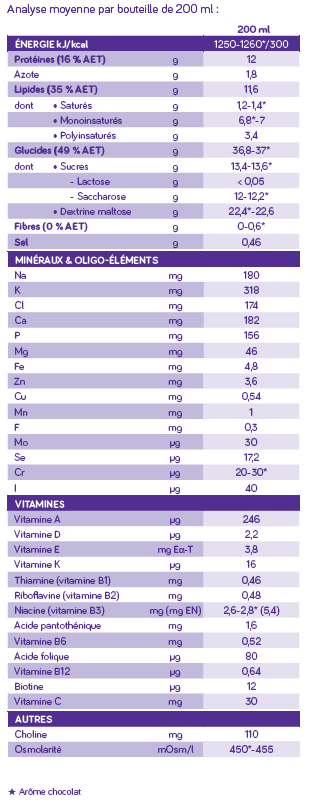 Analyse moyenne par bouteille de 200 ml :
200 ml
ÉNERGIE kJ/kcal 1250-1260*/300
Protéines (16 % AET) g 12
Azote g 1,8
Lipides (35 % AET) g 11,6
dont • Saturés g 1,2-1,4*
• Monoinsaturés g 6,8*-7
• Polyinsaturés g 3,4
Glucides (49 % AET) g 36,8-37*
dont • Sucres g 13,4-13,6*
- Lactose g < 0,05
- Saccharose g 12-12,2*
• Dextrine maltose g 22,4*-22,6
Fibres (0 % AET) g 0-0,6*
Sel g 0,46
MINÉRAUX & OLIGO-ÉLÉMENTS
Na mg 180
K mg 318
Cl mg 174
Ca mg 182
P mg 156
Mg mg 46
Fe mg 4,8
Zn mg 3,6
Cu mg 0,54
Mn mg 1
F mg 0,3
Mo µg 30
Se µg 17,2
Cr µg 20-30*
I µg 40
VITAMINES
Vitamine A µg 246
Vitamine D µg 2,2
Vitamine E mg Eα-T 3,8
Vitamine K µg 16
Thiamine (vitamine B1) mg 0,46
Riboflavine (vitamine B2) mg 0,48
Niacine (vitamine B3) mg (mg EN) 2,6-2,8* (5,4)
Acide pantothénique mg 1,6
Vitamine B6 mg 0,52
Acide folique µg 80
Vitamine B12 µg 0,64
Biotine µg 12
Vitamine C mg 30
AUTRES
Choline mg 110
Osmolarité mOsm/l 450*-455
★ Arôme chocolat